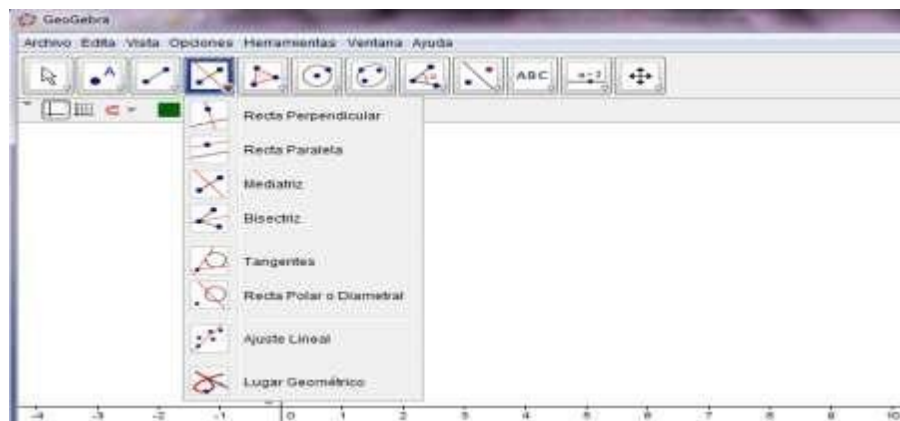 GeoGebra
Archivo Edita Vista Opciones Herramientas Ventana Ayuda
A
ABC
a=2
Recta Perpendicular
Recta Paralela
Mediatriz
Bisectriz
Tangentes
Recta Polar o Diametral
Ajuste Lineal
Lugar Geométrico
-4 -3 -2 -1 0 1 2 3 4 5 6 7 8 9 10